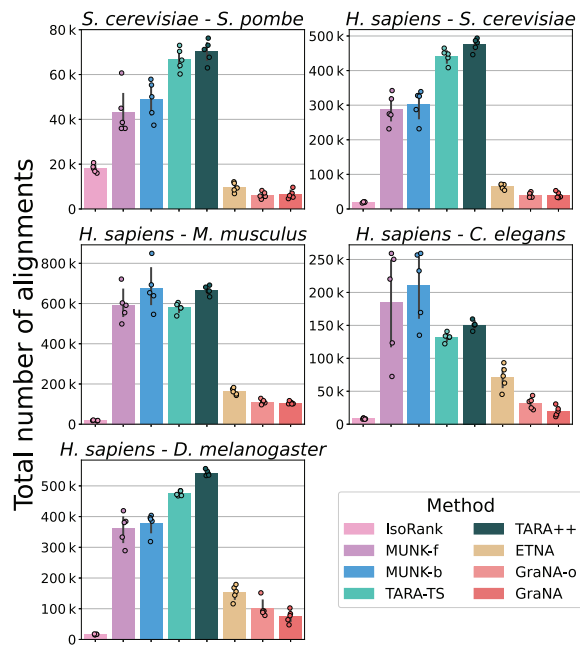 S. cerevisiae - S. pombe
80 k
60 k
40 k
20 k
0
H. sapiens - S. cerevisiae
500 k
400 k
300 k
200 k
100 k
0
H. sapiens - M. musculus
800 k
600 k
400 k
200 k
0
H. sapiens - C. elegans
250 k
200 k
150 k
100 k
50 k
0
H. sapiens - D. melanogaster
500 k
400 k
300 k
200 k
100 k
0
Total number of alignments
Method
IsoRank
MUNK-f
MUNK-b
TARA-TS
TARA++
ETNA
GraNA-o
GraNA